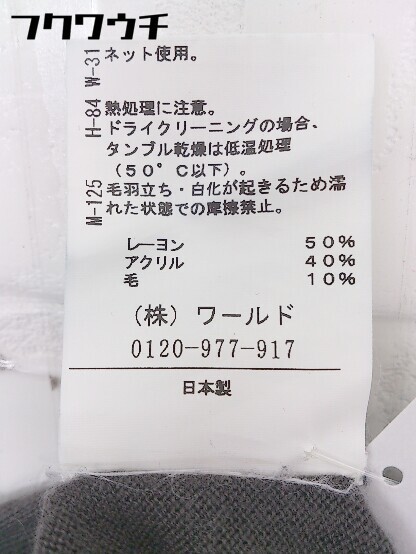 フクワウチ
W-31 ネット使用。
H-84 熱処理に注意。
ドライクリーニングの場合、
タンブル乾燥は低温処理
（50°C以下）。
M-125 毛羽立ち・白化が起きるため濡
れた状態での摩擦禁止。
レーヨン 50%
アクリル 40%
毛 10%
（株）ワールド
0120-977-917
日本製